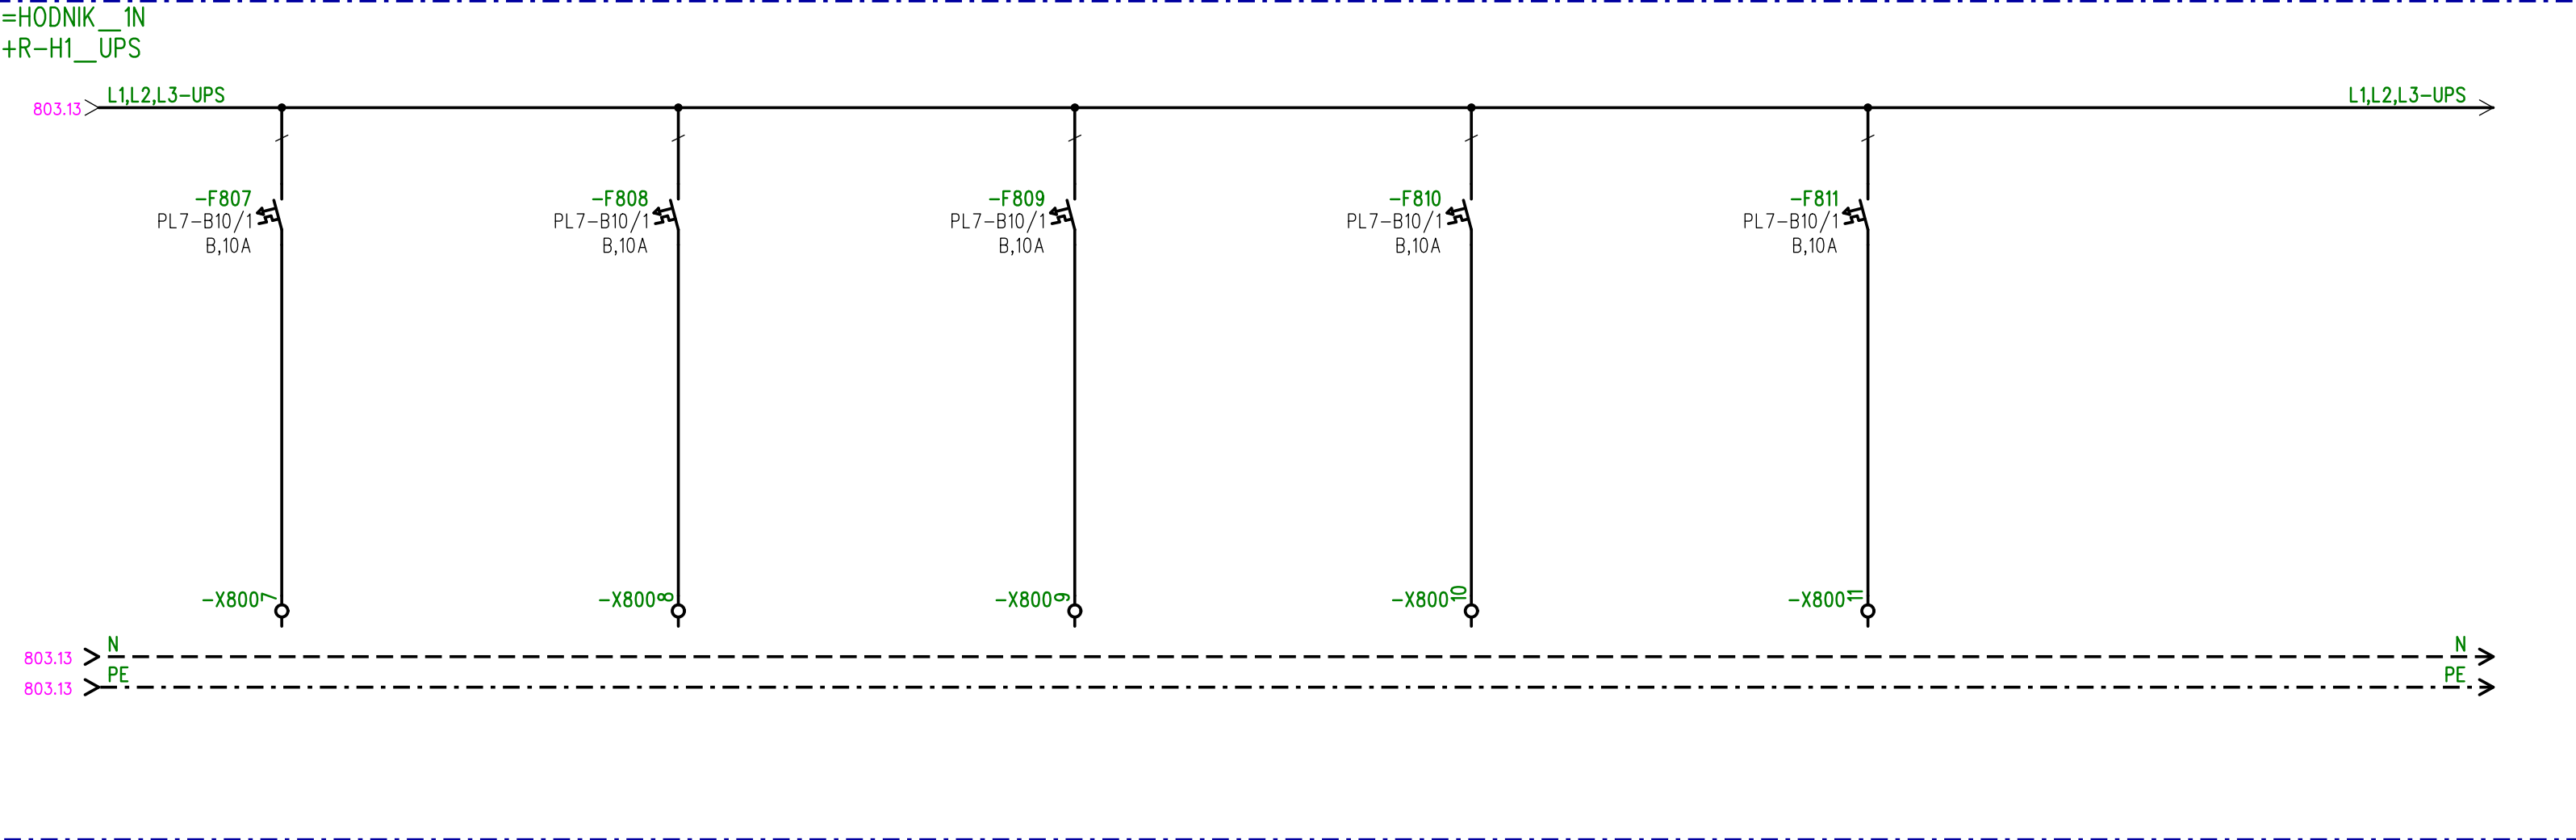 =HODNIK__1N
+R-H1__UPS
803.13 L1,L2,L3-UPS L1,L2,L3-UPS
-F807 -F808 -F809 -F810 -F811
PL7-B10/1 PL7-B10/1 PL7-B10/1 PL7-B10/1 PL7-B10/1
B,10A B,10A B,10A B,10A B,10A
-X800 7 -X800 8 -X800 9 -X800 10 -X800 11
803.13 N N
803.13 PE PE